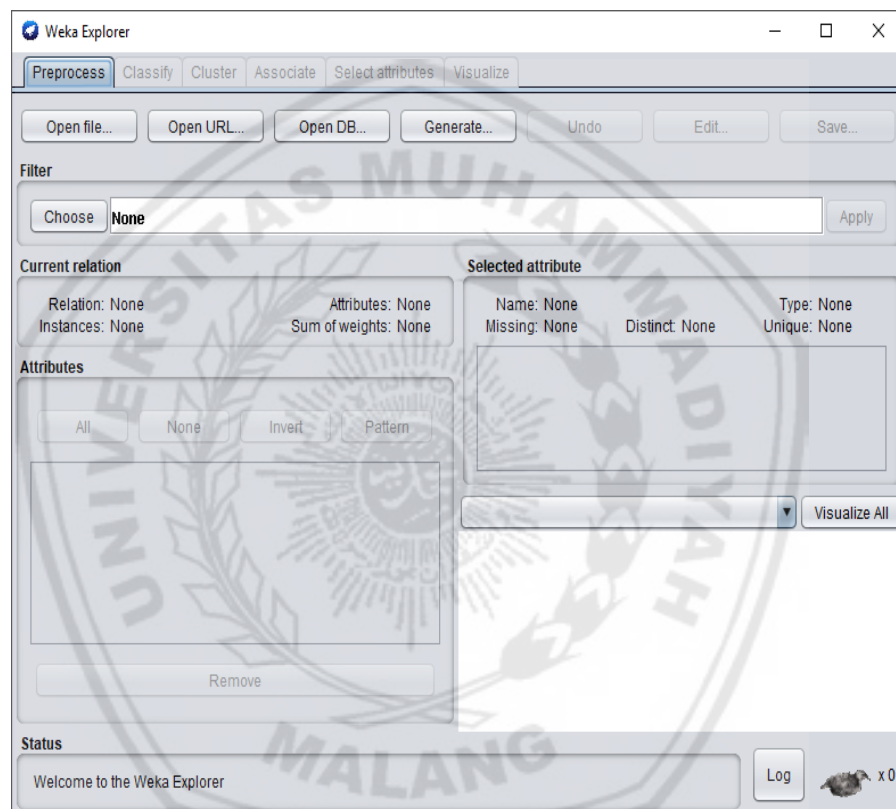 Weka Explorer
Preprocess Classify Cluster Associate Select attributes Visualize
Open file... Open URL... Open DB... Generate... Undo Edit... Save...
Filter
Choose None Apply
Current relation
Relation: None Attributes: None
Instances: None Sum of weights: None
Selected attribute
Name: None Type: None
Missing: None Distinct: None Unique: None
Attributes
All None Invert Pattern
Remove
Visualize All
Status
Welcome to the Weka Explorer
Log x 0
UNIVERSITAS MUHAMMADIYAH
MALANG